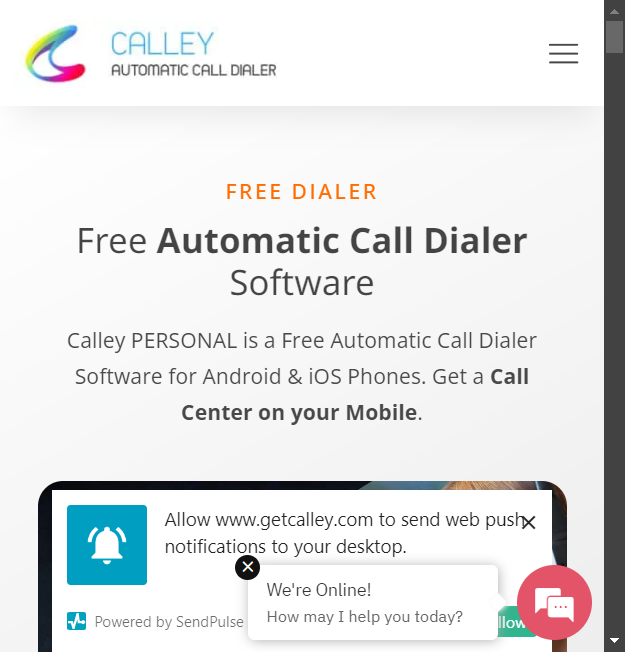 CALLEY
AUTOMATIC CALL DIALER
FREE DIALER
Free Automatic Call Dialer
Software
Calley PERSONAL is a Free Automatic Call Dialer
Software for Android & iOS Phones. Get a Call
Center on your Mobile.
Allow www.getcalley.com to send web push
notifications to your desktop.
We're Online!
How may I help you today?
Powered by SendPulse